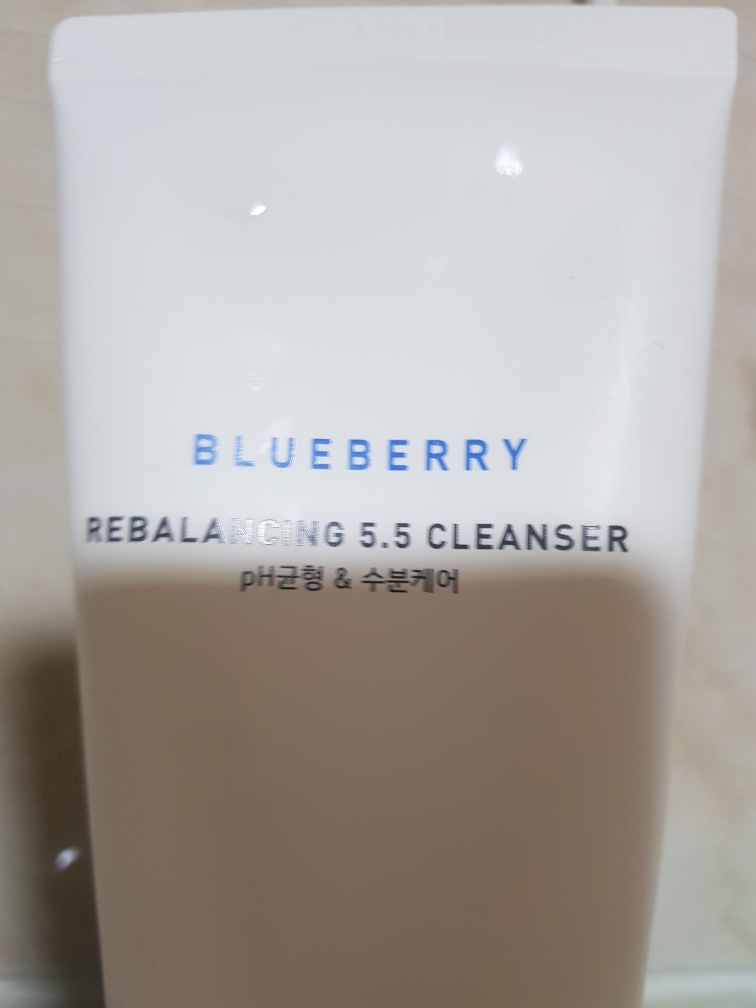 BLUEBERRY
REBALANCING 5.5 CLEANSER
pH균형 & 수분케어